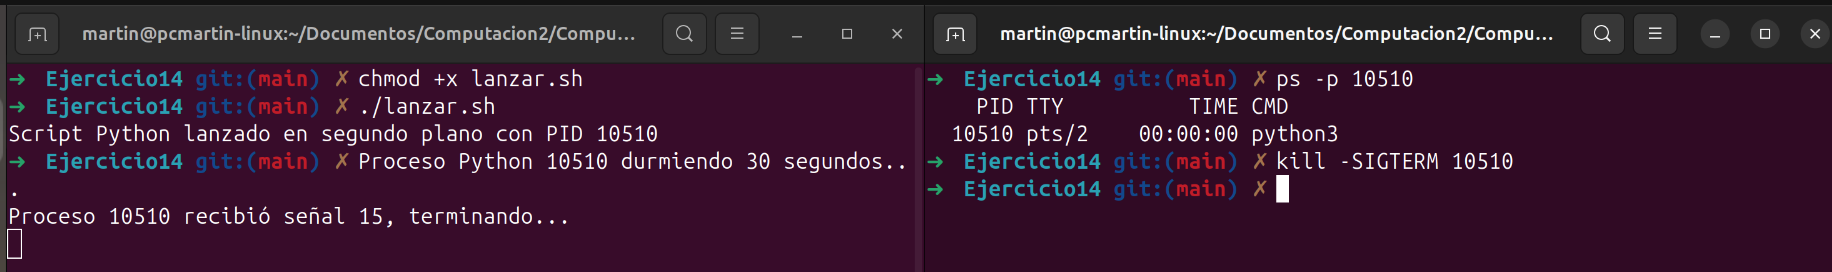 martin@pcmartin-linux:~/Documentos/Computacion2/Compu...
➜ Ejercicio14 git:(main) ✗ chmod +x lanzar.sh
➜ Ejercicio14 git:(main) ✗ ./lanzar.sh
Script Python lanzado en segundo plano con PID 10510
➜ Ejercicio14 git:(main) ✗ Proceso Python 10510 durmiendo 30 segundos..
.
Proceso 10510 recibió señal 15, terminando...
martin@pcmartin-linux:~/Documentos/Computacion2/Compu...
➜ Ejercicio14 git:(main) ✗ ps -p 10510
PID TTY TIME CMD
10510 pts/2 00:00:00 python3
➜ Ejercicio14 git:(main) ✗ kill -SIGTERM 10510
➜ Ejercicio14 git:(main) ✗